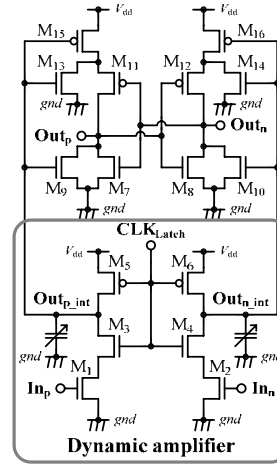 Vdd Vdd
M15 M16
M13 M11 M12 M14
gnd gnd
Outp Outn
M9 M7 M8 M10
gnd gnd
CLKLatch
Vdd Vdd
M5 M6
Outp_int Outn_int
M3 M4
gnd gnd
M1 M2
Inp Inn
gnd gnd
Dynamic amplifier